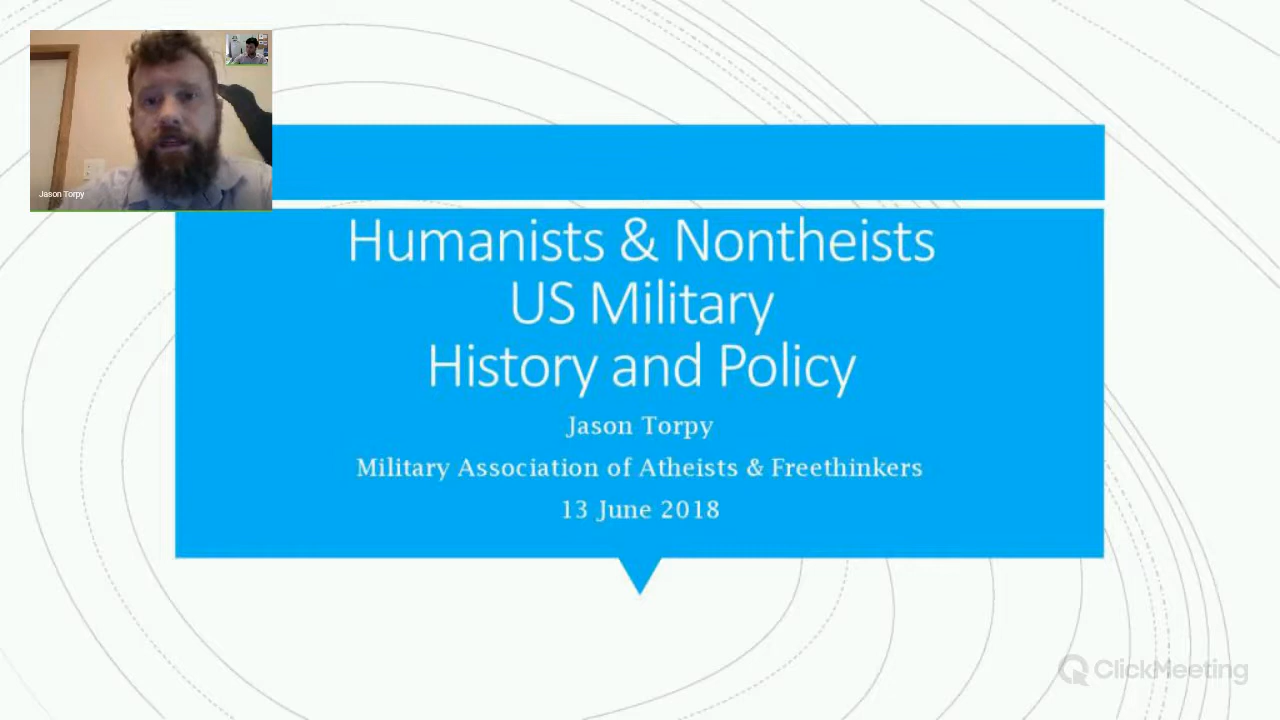 Jason Torpy
Humanists & Nontheists
US Military
History and Policy
Jason Torpy
Military Association of Atheists & Freethinkers
13 June 2018
ClickMeeting